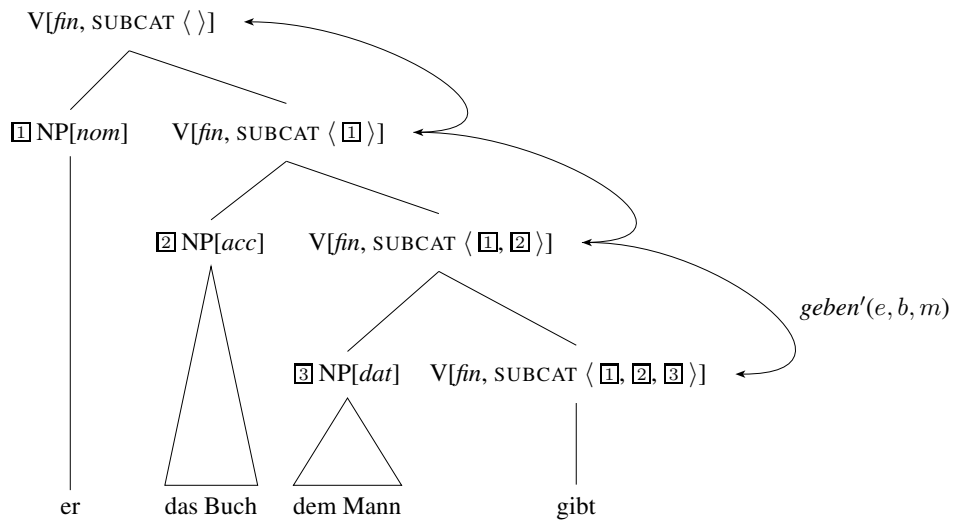 V[fin, SUBCAT ⟨ ⟩]
1 NP[nom] V[fin, SUBCAT ⟨ 1 ⟩]
2 NP[acc] V[fin, SUBCAT ⟨ 1, 2 ⟩]
geben′(e, b, m)
3 NP[dat] V[fin, SUBCAT ⟨ 1, 2, 3 ⟩]
er das Buch dem Mann gibt